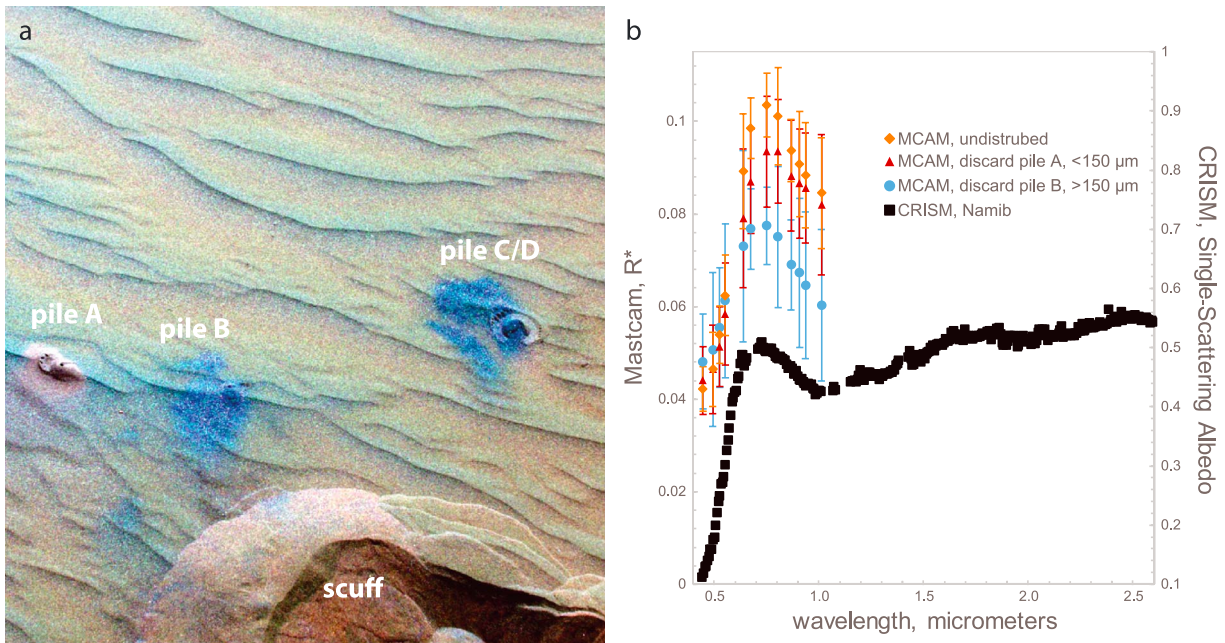 a
pile A
pile B
pile C/D
scuff
b
Mastcam, R*
0.1
0.08
0.06
0.04
0.02
0
MCAM, undistrubed
MCAM, discard pile A, <150 µm
MCAM, discard pile B, >150 µm
CRISM, Namib
1
0.9
0.8
0.7
0.6
0.5
0.4
0.3
0.2
0.1
CRISM, Single-Scattering Albedo
0.5
1.0
1.5
2.0
2.5
wavelength, micrometers